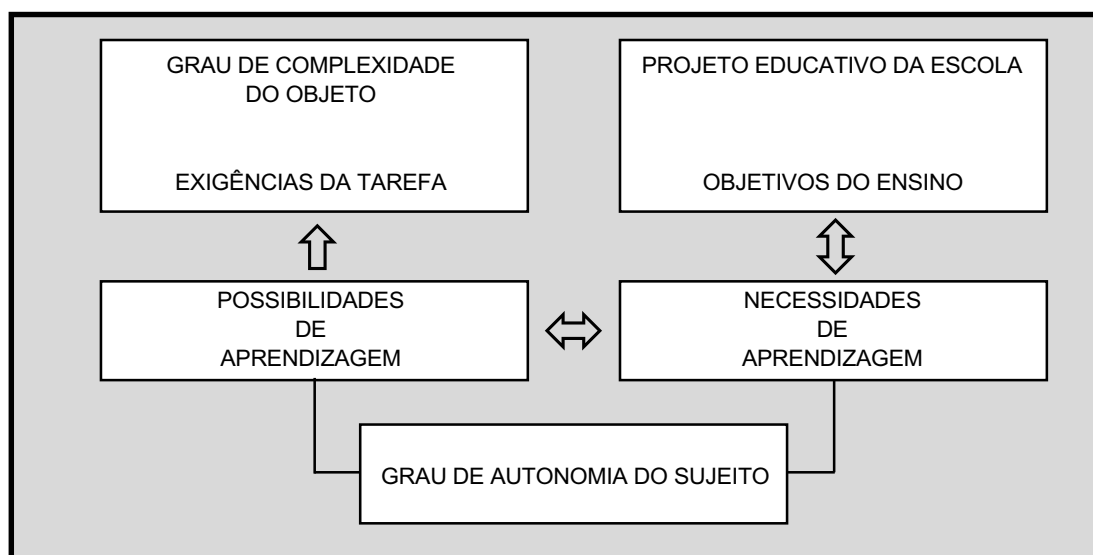 GRAU DE COMPLEXIDADE
DO OBJETO
EXIGÊNCIAS DA TAREFA
PROJETO EDUCATIVO DA ESCOLA
OBJETIVOS DO ENSINO
POSSIBILIDADES
DE
APRENDIZAGEM
NECESSIDADES
DE
APRENDIZAGEM
GRAU DE AUTONOMIA DO SUJEITO